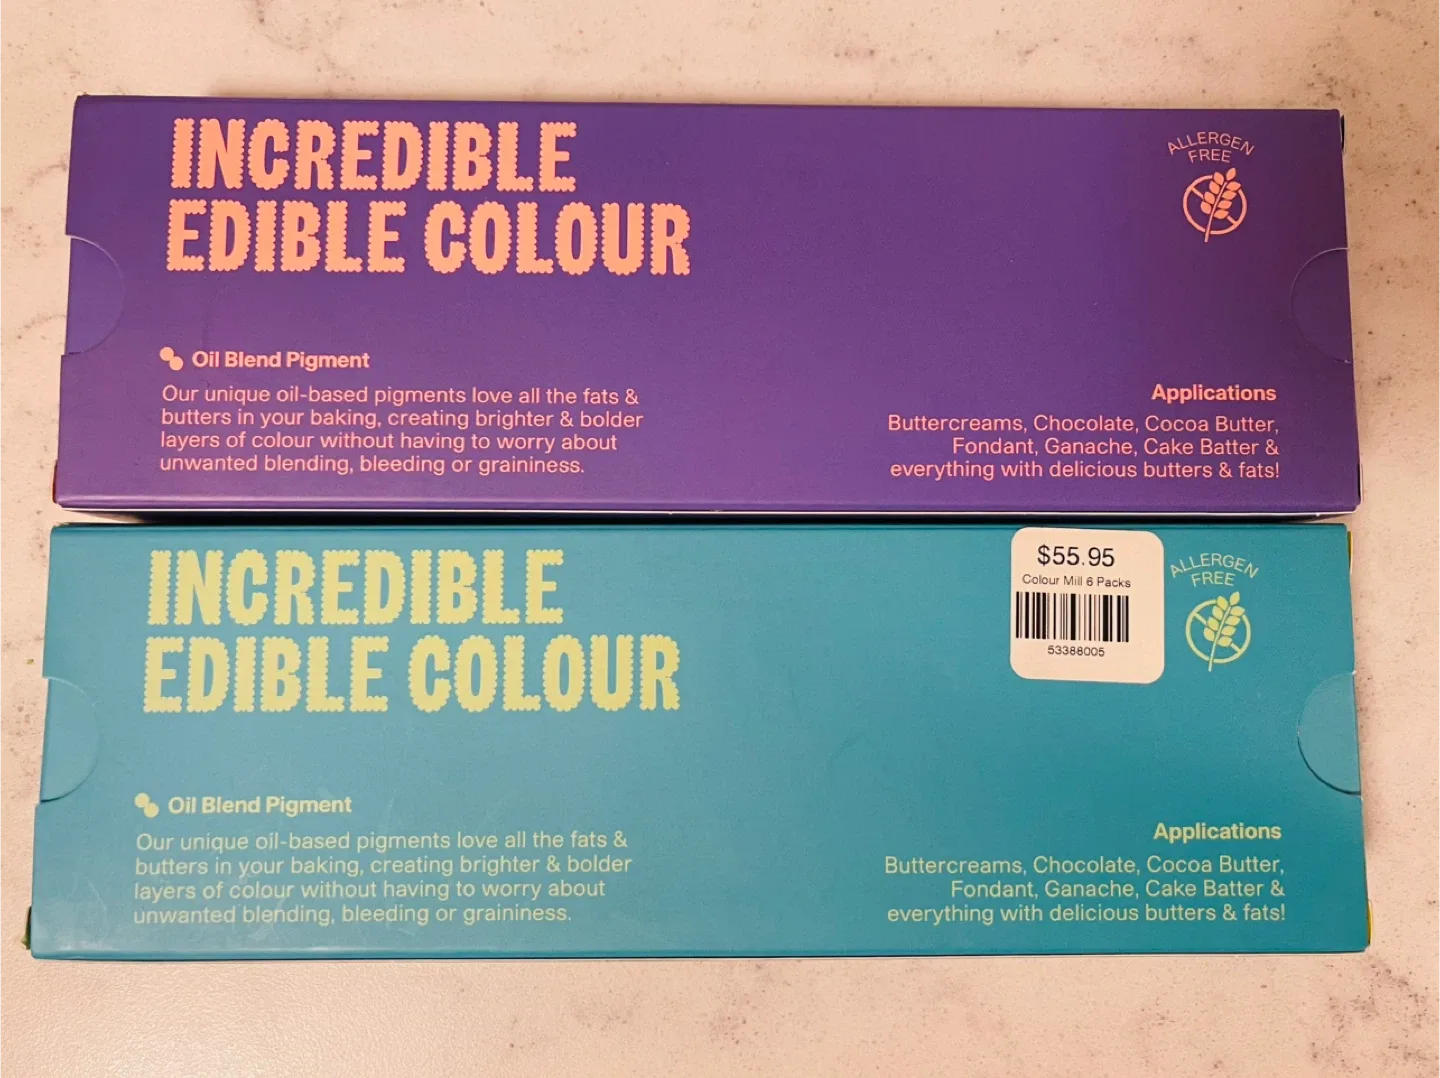 INCREDIBLE
EDIBLE COLOUR
ALLERGEN
FREE
Oil Blend Pigment
Our unique oil-based pigments love all the fats &
butters in your baking, creating brighter & bolder
layers of colour without having to worry about
unwanted blending, bleeding or graininess.
Applications
Buttercreams, Chocolate, Cocoa Butter,
Fondant, Ganache, Cake Batter &
everything with delicious butters & fats!
INCREDIBLE
EDIBLE COLOUR
$55.95
Colour Mill 6 Packs
53388005
ALLERGEN
FREE
Oil Blend Pigment
Our unique oil-based pigments love all the fats &
butters in your baking, creating brighter & bolder
layers of colour without having to worry about
unwanted blending, bleeding or graininess.
Applications
Buttercreams, Chocolate, Cocoa Butter,
Fondant, Ganache, Cake Batter &
everything with delicious butters & fats!